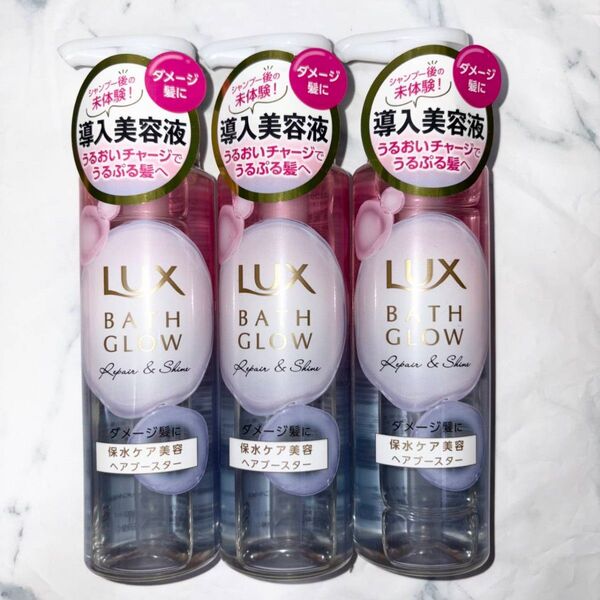 シャンプー後の
未体験!
ダメージ
髪に
導入美容液
うるおいチャージで
うるぷる髪へ
LUX
BATH
GLOW
Repair & Shine
ダメージ髪に
保水ケア美容
ヘアブースター
シャンプー後の
未体験!
ダメージ
髪に
導入美容液
うるおいチャージで
うるぷる髪へ
LUX
BATH
GLOW
Repair & Shine
ダメージ髪に
保水ケア美容
ヘアブースター
シャンプー後の
未体験!
ダメージ
髪に
導入美容液
うるおいチャージで
うるぷる髪へ
LUX
BATH
GLOW
Repair & Shine
ダメージ髪に
保水ケア美容
ヘアブースター